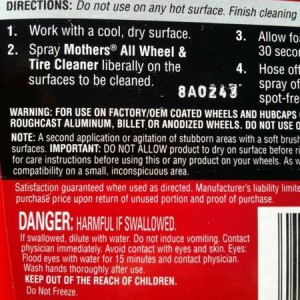 DIRECTIONS: Do not use on any hot surface. Finish cleaning
1. Work with a cool, dry surface.
2. Spray Mothers® All Wheel &
Tire Cleaner liberally on the
surfaces to be cleaned.
3. Allow fo
30 secon
4. Hose off
spray of
spot-fre
8A0243
WARNING: FOR USE ON FACTORY/OEM COATED WHEELS AND HUBCAPS
ROUGHCAST ALUMINUM, BILLET OR ANODIZED WHEELS. DO NOT USE O
NOTE: A second application or agitation of stubborn areas with a soft brush
surfaces. IMPORTANT: DO NOT ALLOW product to dry on surface before ri
for care instructions before using this or any product on your wheels. As w
compatibility on a small, inconspicuous area.
Satisfaction guaranteed when used as directed. Manufacturer's liability limite
purchase price upon return of unused portion and proof of purchase.
DANGER: HARMFUL IF SWALLOWED.
If swallowed, dilute with water. Do not induce vomiting. Contact
physician immediately. Avoid contact with eyes and skin. Eyes:
Flood eyes with water for 15 minutes and contact physician.
Wash hands thoroughly after use.
KEEP OUT OF THE REACH OF CHILDREN.
Do Not Freeze.